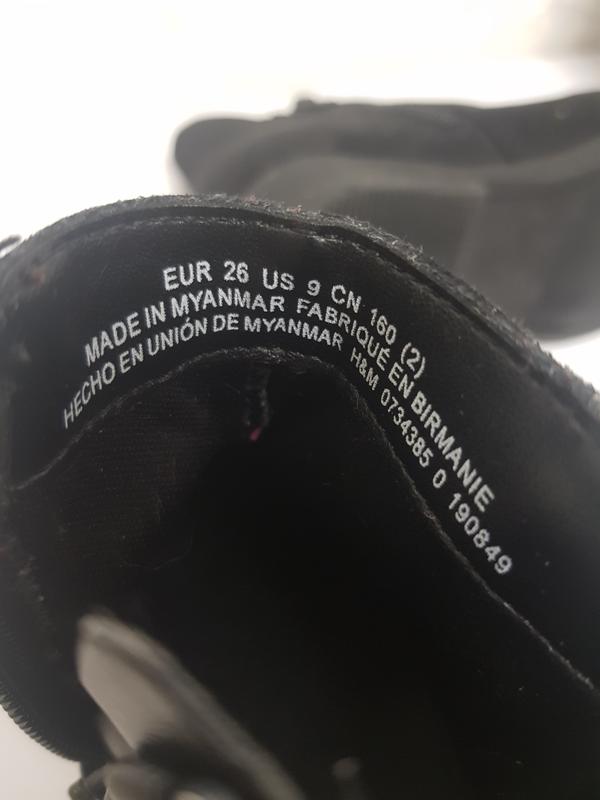 EUR 26 US 9 CN 160 (2)
MADE IN MYANMAR FABRIQUÉ EN BIRMANIE
HECHO EN UNIÓN DE MYANMAR H&M 0734385 0 190849